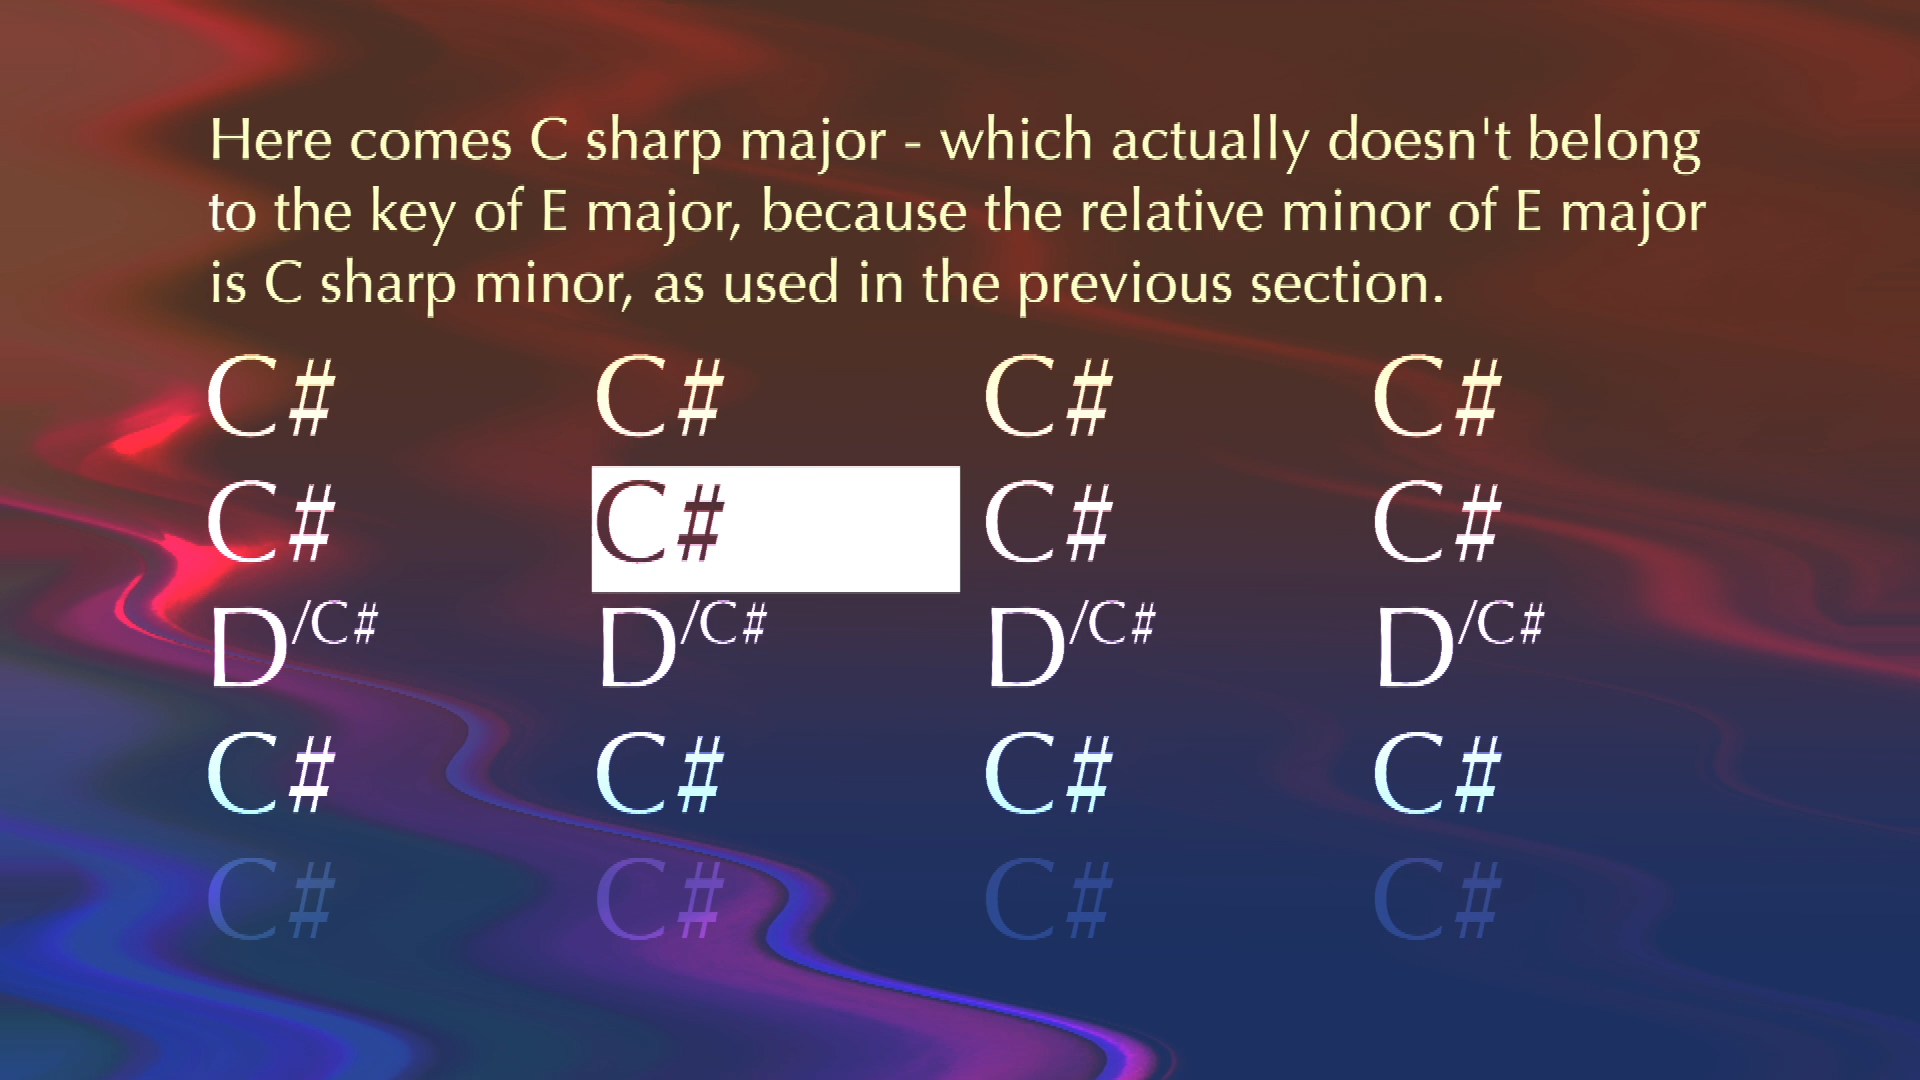 Here comes C sharp major - which actually doesn't belong
to the key of E major, because the relative minor of E major
is C sharp minor, as used in the previous section.
C# C# C# C#
C# C# C# C#
D/C# D/C# D/C# D/C#
C# C# C# C#
C# C# C# C#